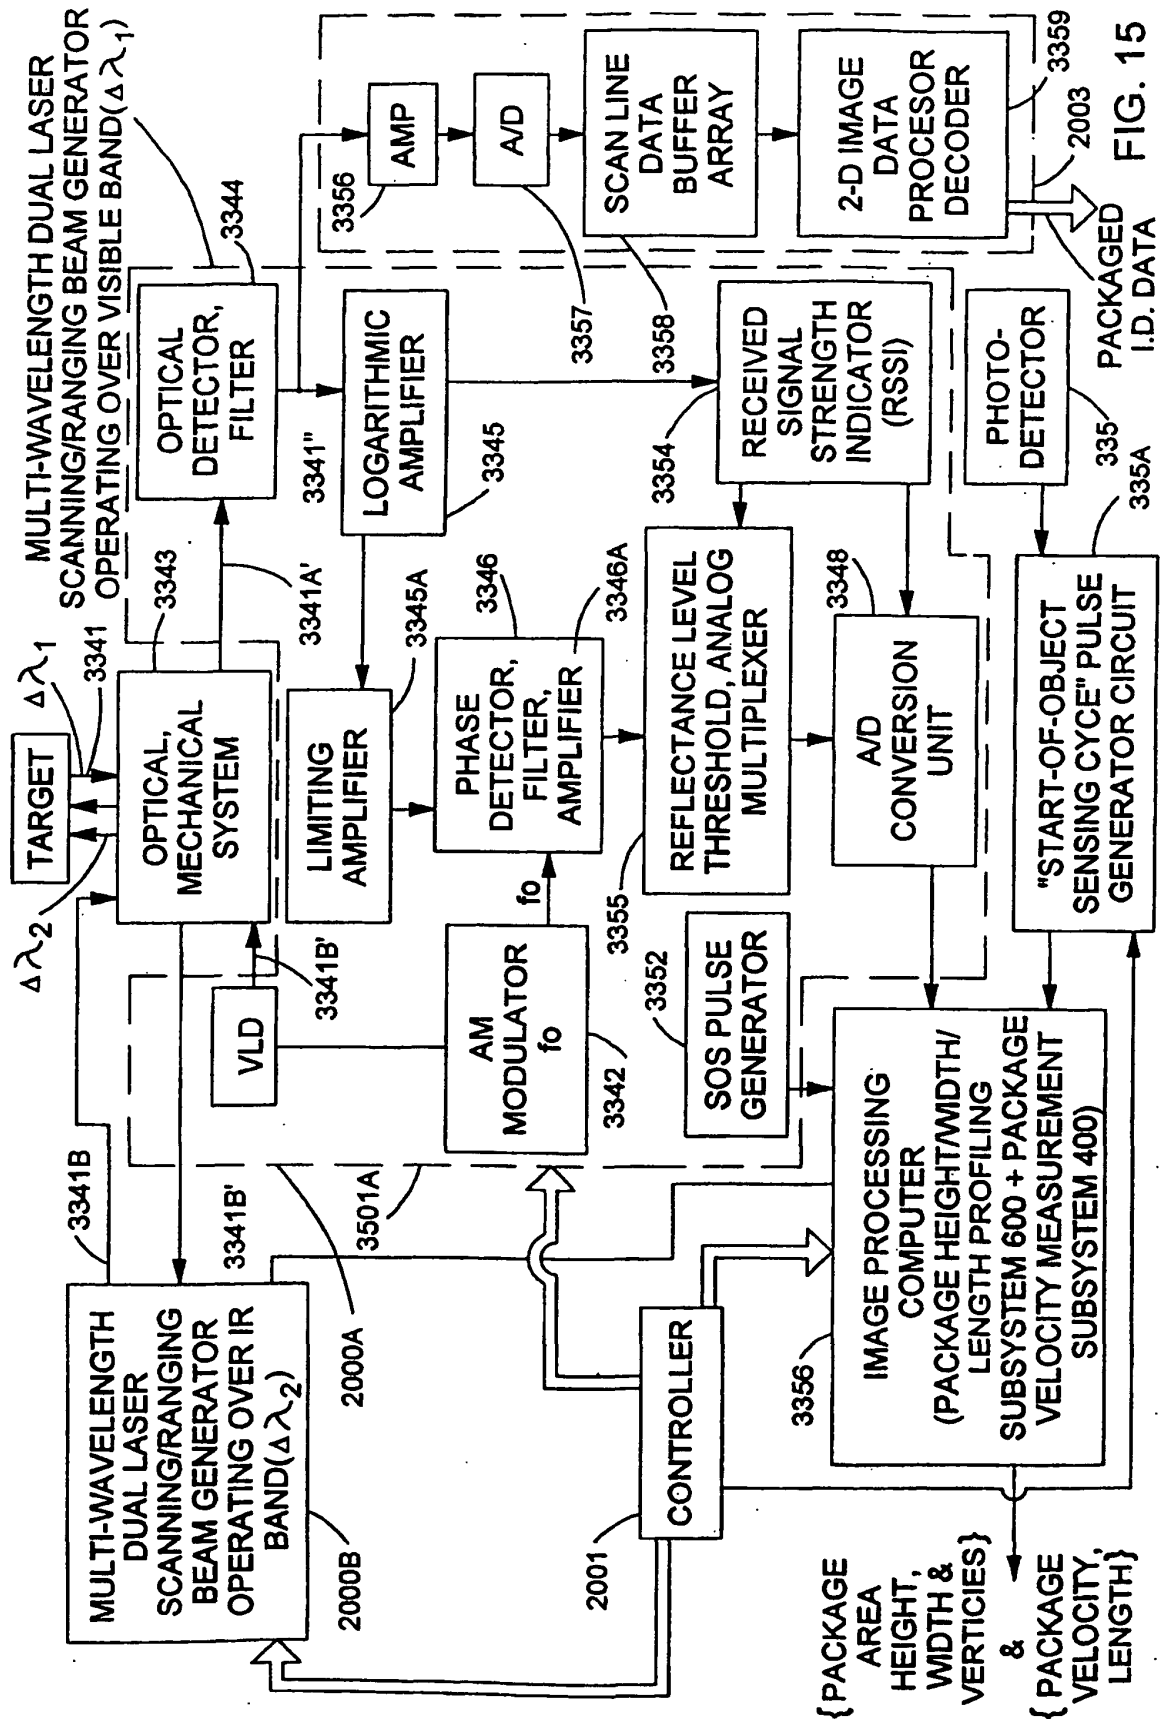 MULTI-WAVELENGTH DUAL LASER
SCANNING/RANGING BEAM GENERATOR
OPERATING OVER VISIBLE BAND(Δλ1)
TARGET
Δλ1
3341
Δλ2
3343
OPTICAL,
MECHANICAL
SYSTEM
3341A'
3344
OPTICAL
DETECTOR,
FILTER
3341B
3341B'
MULTI-WAVELENGTH
DUAL LASER
SCANNING/RANGING
BEAM GENERATOR
OPERATING OVER IR
BAND(Δλ2)
2000B
2000A
3501A
VLD
3341B'
LIMITING
AMPLIFIER
3345A
3341"
LOGARITHMIC
AMPLIFIER
3345
3356
AMP
A/D
3357
SCAN LINE
DATA
BUFFER
ARRAY
3358
2-D IMAGE
DATA
PROCESOR
DECODER
3359
2003
PACKAGED
I.D. DATA
AM
MODULATOR
fo
3342
fo
PHASE
DETECTOR,
FILTER,
AMPLIFIER
3346
3346A
3354
RECEIVED
SIGNAL
STRENGTH
INDICATOR
(RSSI)
3355
REFLECTANCE LEVEL
THRESHOLD, ANALOG
MULTIPLEXER
3352
SOS PULSE
GENERATOR
3348
A/D
CONVERSION
UNIT
PHOTO-
DETECTOR
335
335A
"START-OF-OBJECT
SENSING CYCE" PULSE
GENERATOR CIRCUIT
2001
CONTROLLER
3356
IMAGE PROCESSING
COMPUTER
(PACKAGE HEIGHT/WIDTH/
LENGTH PROFILING
SUBSYSTEM 600 + PACKAGE
VELOCITY MEASUREMENT
SUBSYSTEM 400)
{PACKAGE
AREA
HEIGHT,
WIDTH &
VERTICIES}
&
{PACKAGE
VELOCITY,
LENGTH}
FIG. 15